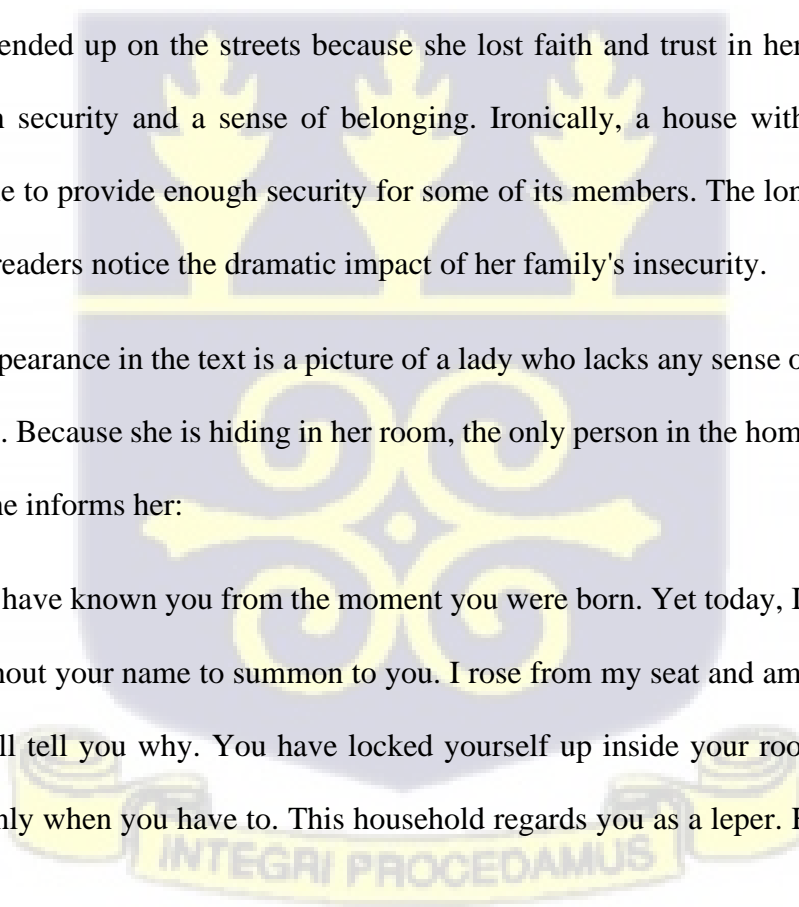 ended up on the streets because she lost faith and trust in her
security and a sense of belonging. Ironically, a house with
e to provide enough security for some of its members. The lon
readers notice the dramatic impact of her family's insecurity.
pearance in the text is a picture of a lady who lacks any sense o
. Because she is hiding in her room, the only person in the hom
ne informs her:
have known you from the moment you were born. Yet today, I
hout your name to summon to you. I rose from my seat and am
ll tell you why. You have locked yourself up inside your roo
nly when you have to. This household regards you as a leper.
INTEGRI PROCEDAMUS